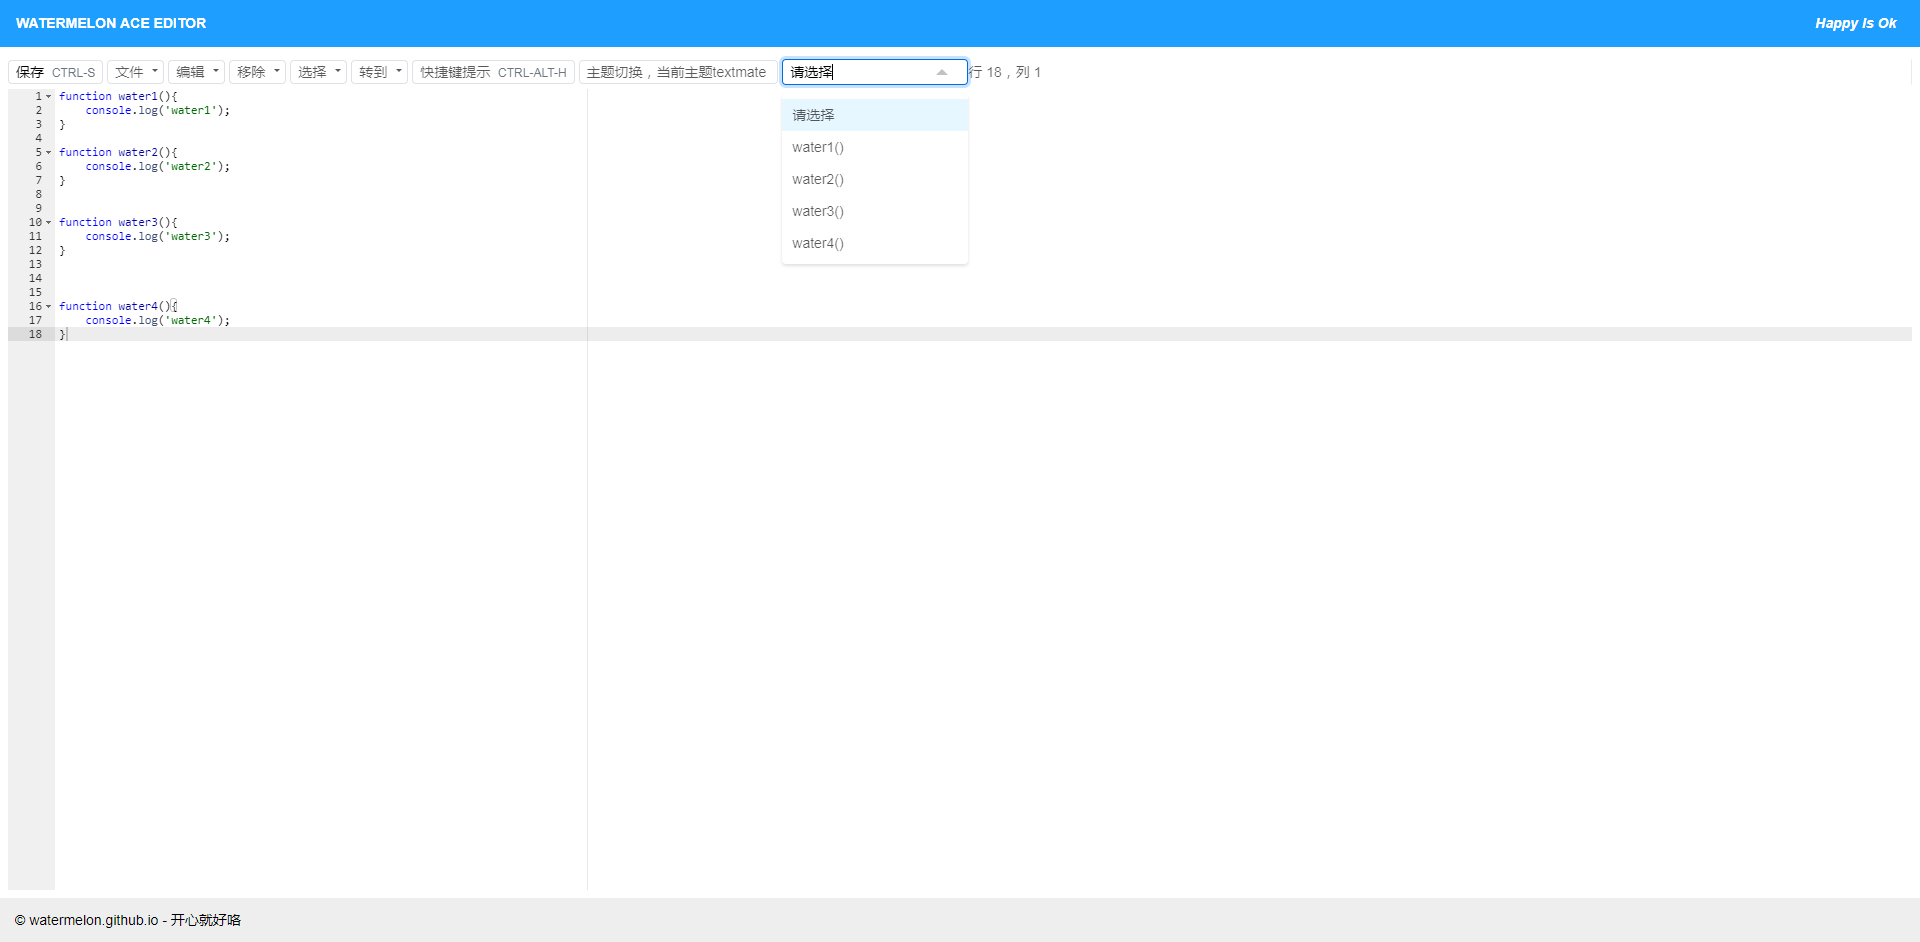 WATERMELON ACE EDITOR
Happy Is Ok
保存 CTRL-S 文件 编辑 移除 选择 转到 快捷键提示 CTRL-ALT-H 主题切换，当前主题textmate 请选择 行 18，列 1
请选择
water1()
water2()
water3()
water4()
1 function water1(){
2     console.log('water1');
3 }
4
5 function water2(){
6     console.log('water2');
7 }
8
9
10 function water3(){
11     console.log('water3');
12 }
13
14
15
16 function water4(){
17     console.log('water4');
18 }
© watermelon.github.io - 开心就好咯